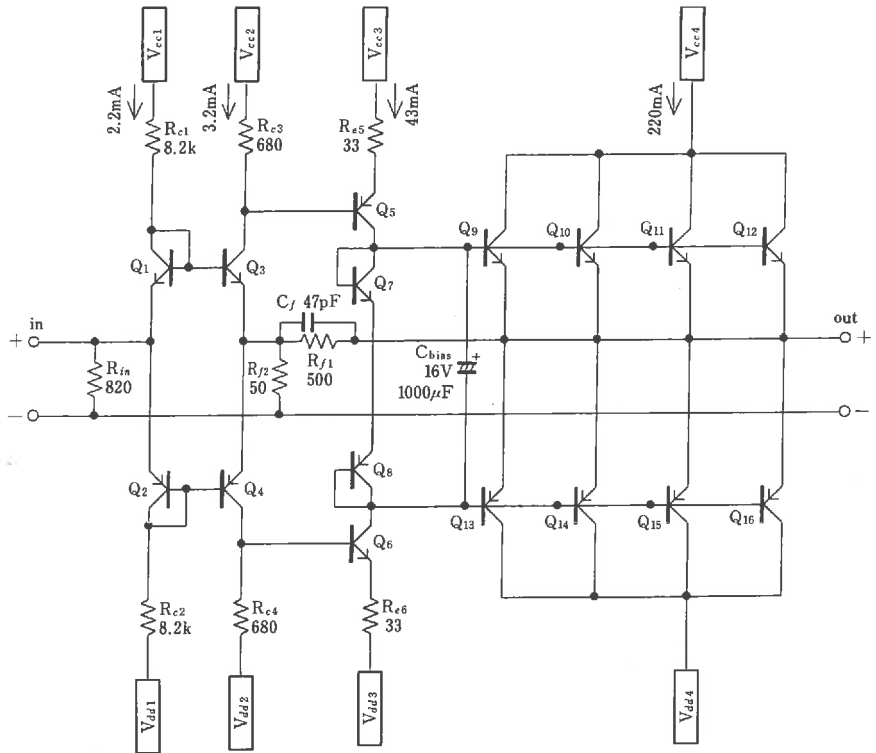 Vcc1
Vcc2
Vcc3
Vcc4
2.2mA
3.2mA
43mA
220mA
Rc1
8.2k
Rc3
680
Re5
33
Q5
Q9
Q10
Q11
Q12
Q1
Q3
Q7
Cf 47pF
+ in
out +
Rin
820
Rf2
50
Rf1
500
Cbias +
16V
1000μF
−
−
Q2
Q4
Q8
Q13
Q14
Q15
Q16
Q6
Rc2
8.2k
Rc4
680
Re6
33
Vdd1
Vdd2
Vdd3
Vdd4